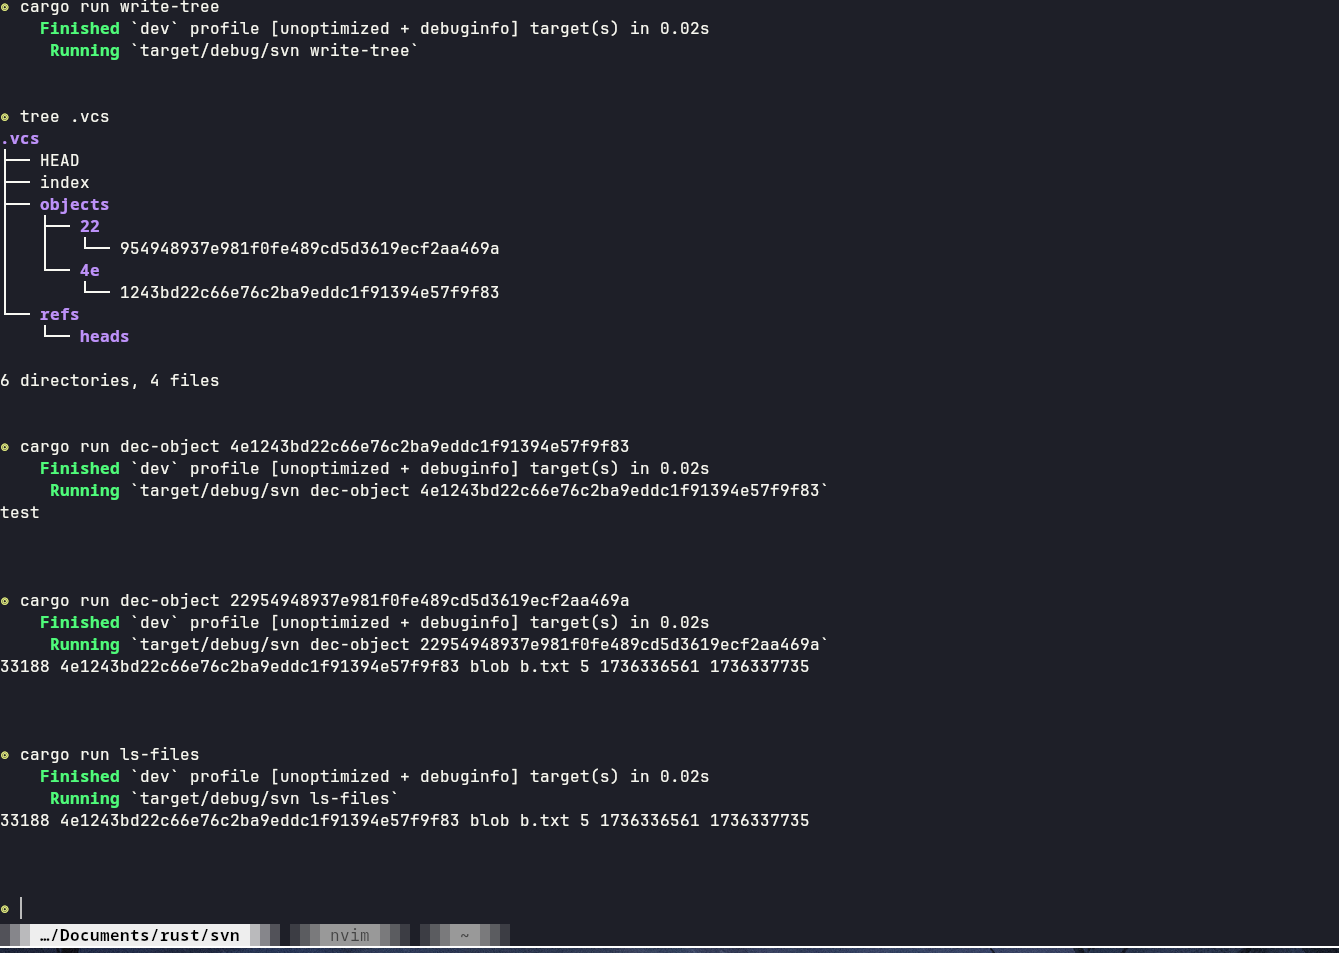 cargo run write-tree
Finished `dev` profile [unoptimized + debuginfo] target(s) in 0.02s
Running `target/debug/svn write-tree`
tree .vcs
.vcs
├── HEAD
├── index
├── objects
│   ├── 22
│   │   └── 954948937e981f0fe489cd5d3619ecf2aa469a
│   └── 4e
│       └── 1243bd22c66e76c2ba9eddc1f91394e57f9f83
└── refs
    └── heads
6 directories, 4 files
cargo run dec-object 4e1243bd22c66e76c2ba9eddc1f91394e57f9f83
Finished `dev` profile [unoptimized + debuginfo] target(s) in 0.02s
Running `target/debug/svn dec-object 4e1243bd22c66e76c2ba9eddc1f91394e57f9f83`
test
cargo run dec-object 22954948937e981f0fe489cd5d3619ecf2aa469a
Finished `dev` profile [unoptimized + debuginfo] target(s) in 0.02s
Running `target/debug/svn dec-object 22954948937e981f0fe489cd5d3619ecf2aa469a`
33188 4e1243bd22c66e76c2ba9eddc1f91394e57f9f83 blob b.txt 5 1736336561 1736337735
cargo run ls-files
Finished `dev` profile [unoptimized + debuginfo] target(s) in 0.02s
Running `target/debug/svn ls-files`
33188 4e1243bd22c66e76c2ba9eddc1f91394e57f9f83 blob b.txt 5 1736336561 1736337735
…/Documents/rust/svn nvim ~